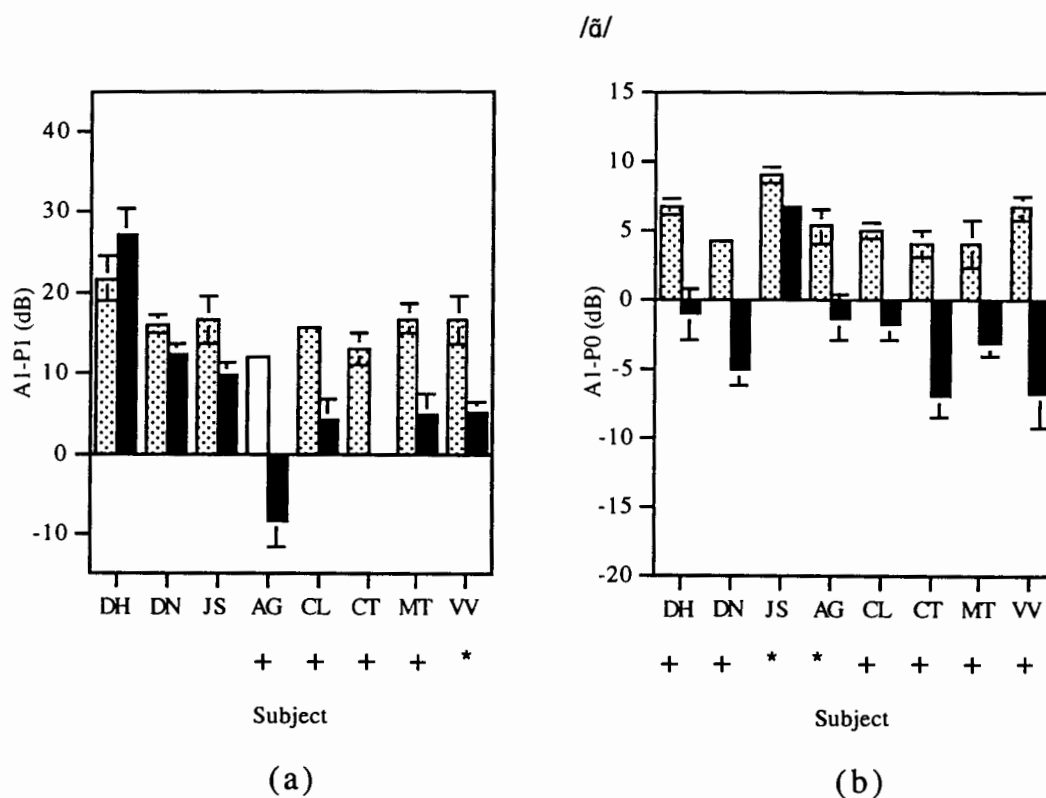 /ã/
A1-P1 (dB)
40
30
20
10
0
-10
DH DN JS AG CL CT MT VV
+ + + + *
Subject
(a)
A1-P0 (dB)
15
10
5
0
-5
-10
-15
-20
DH DN JS AG CL CT MT VV
+ + * * + + + +
Subject
(b)